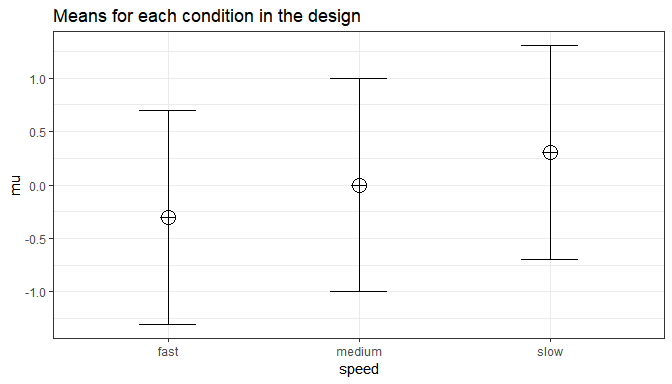 Means for each condition in the design
1.0
0.5
0.0
-0.5
-1.0
mu
fast medium slow
speed